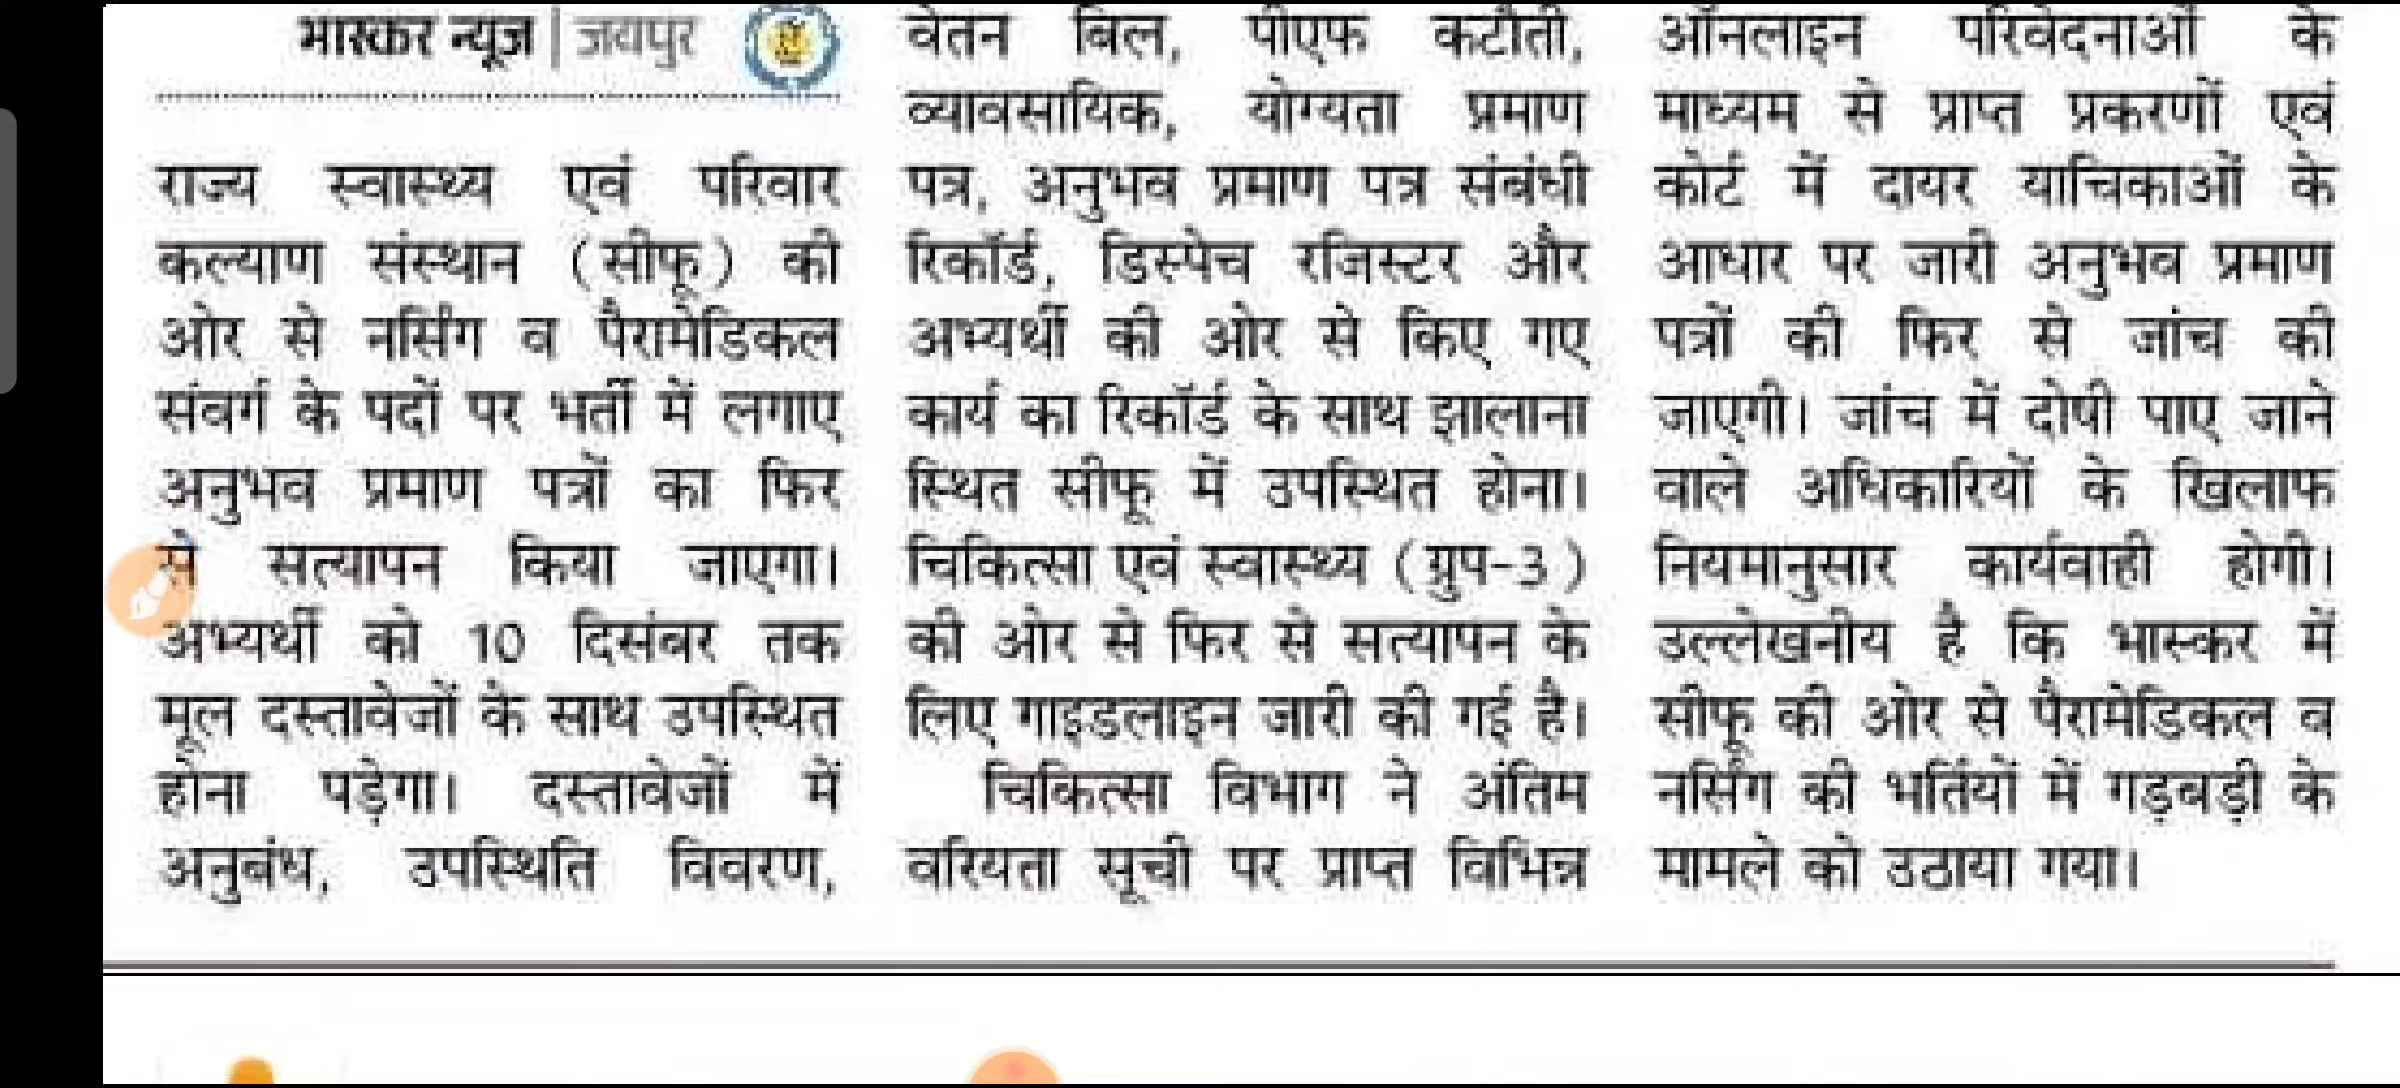 भास्कर न्यूज | जयपुर
राज्य स्वास्थ्य एवं परिवार
कल्याण संस्थान (सीफू) की
ओर से नर्सिंग व पैरामेडिकल
संवर्ग के पदों पर भर्ती में लगाए
अनुभव प्रमाण पत्रों का फिर
से सत्यापन किया जाएगा।
अभ्यर्थी को 10 दिसंबर तक
मूल दस्तावेजों के साथ उपस्थित
होना पड़ेगा। दस्तावेजों में
अनुबंध, उपस्थिति विवरण,
वेतन बिल, पीएफ कटौती,
व्यावसायिक, योग्यता प्रमाण
पत्र, अनुभव प्रमाण पत्र संबंधी
रिकॉर्ड, डिस्पेच रजिस्टर और
अभ्यर्थी की ओर से किए गए
कार्य का रिकॉर्ड के साथ झालाना
स्थित सीफू में उपस्थित होना।
चिकित्सा एवं स्वास्थ्य (ग्रुप-3)
की ओर से फिर से सत्यापन के
लिए गाइडलाइन जारी की गई है।
चिकित्सा विभाग ने अंतिम
वरियता सूची पर प्राप्त विभिन्न
ऑनलाइन परिवेदनाओं के
माध्यम से प्राप्त प्रकरणों एवं
कोर्ट में दायर याचिकाओं के
आधार पर जारी अनुभव प्रमाण
पत्रों की फिर से जांच की
जाएगी। जांच में दोषी पाए जाने
वाले अधिकारियों के खिलाफ
नियमानुसार कार्यवाही होगी।
उल्लेखनीय है कि भास्कर में
सीफू की ओर से पैरामेडिकल व
नर्सिंग की भर्तियों में गड़बड़ी के
मामले को उठाया गया।